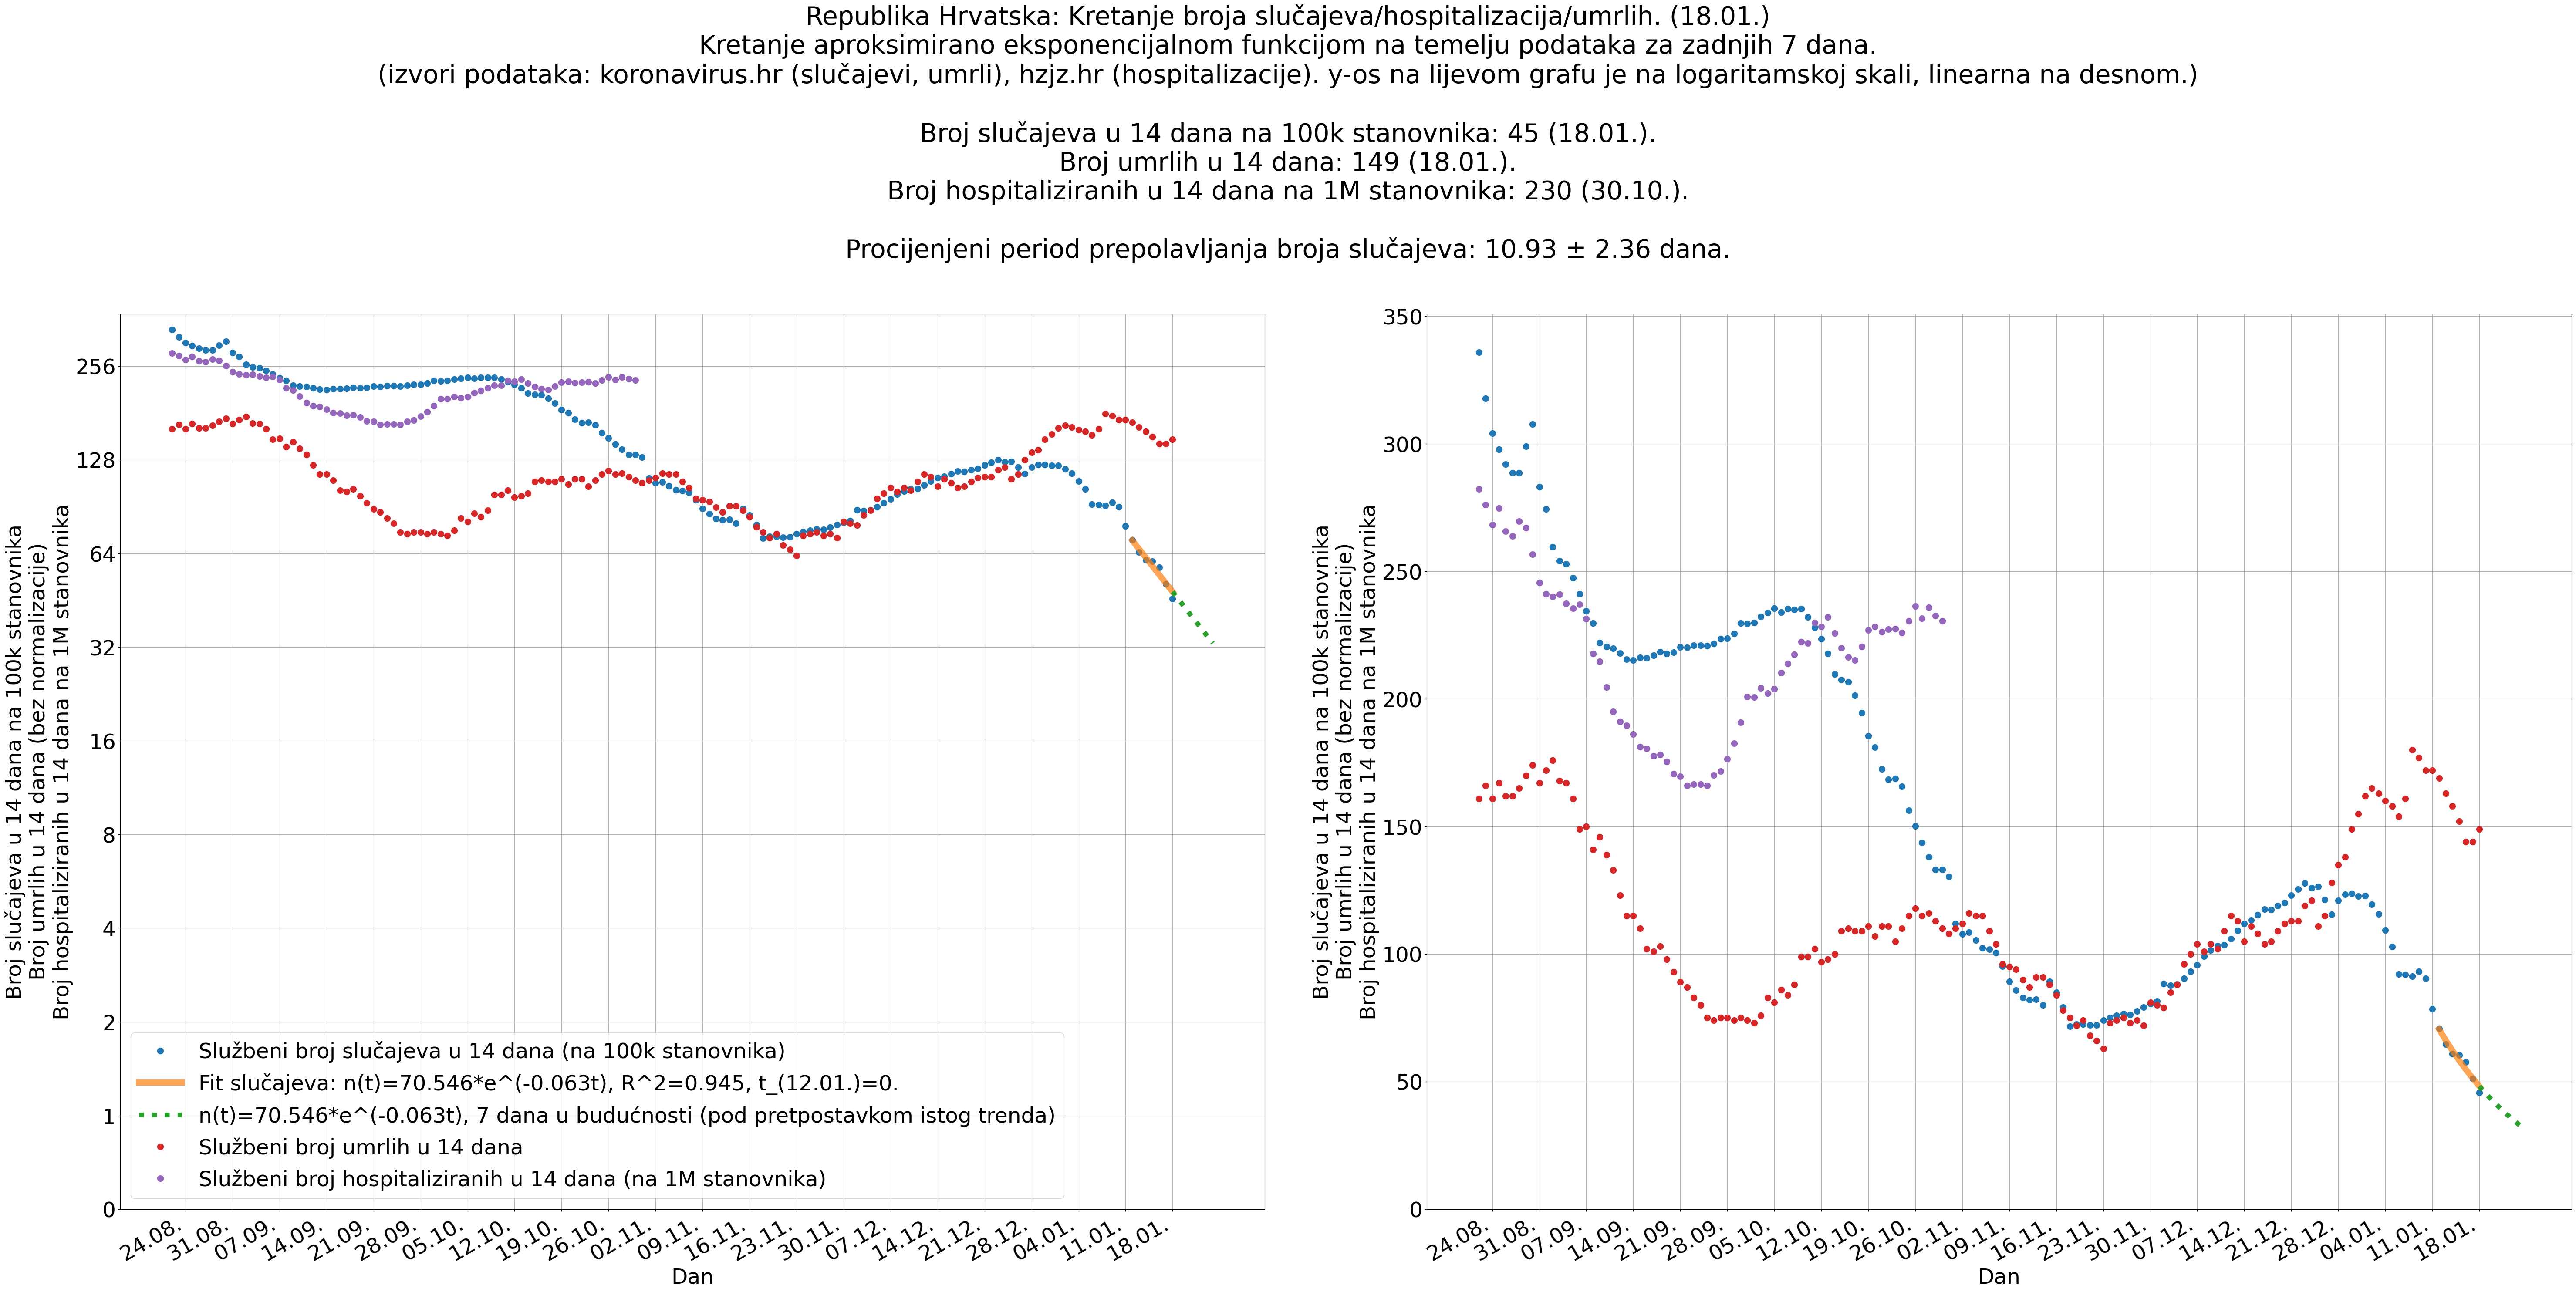 Republika Hrvatska: Kretanje broja slučajeva/hospitalizacija/umrlih. (18.01.)
Kretanje aproksimirano eksponencijalnom funkcijom na temelju podataka za zadnjih 7 dana.
(izvori podataka: koronavirus.hr (slučajevi, umrli), hzjz.hr (hospitalizacije). y-os na lijevom grafu je na logaritamskoj skali, linearna na desnom.)
Broj slučajeva u 14 dana na 100k stanovnika: 45 (18.01.).
Broj umrlih u 14 dana: 149 (18.01.).
Broj hospitaliziranih u 14 dana na 1M stanovnika: 230 (30.10.).
Procijenjeni period prepolavljanja broja slučajeva: 10.93 ± 2.36 dana.
Broj slučajeva u 14 dana na 100k stanovnika
Broj umrlih u 14 dana (bez normalizacije)
Broj hospitaliziranih u 14 dana na 1M stanovnika
256
128
64
32
16
8
4
2
1
0
Službeni broj slučajeva u 14 dana (na 100k stanovnika)
Fit slučajeva: n(t)=70.546*e^(-0.063t), R^2=0.945, t_(12.01.)=0.
n(t)=70.546*e^(-0.063t), 7 dana u budućnosti (pod pretpostavkom istog trenda)
Službeni broj umrlih u 14 dana
Službeni broj hospitaliziranih u 14 dana (na 1M stanovnika)
24.08. 31.08. 07.09. 14.09. 21.09. 28.09. 05.10. 12.10. 19.10. 26.10. 02.11. 09.11. 16.11. 23.11. 30.11. 07.12. 14.12. 21.12. 28.12. 04.01. 11.01. 18.01.
Dan
Broj slučajeva u 14 dana na 100k stanovnika
Broj umrlih u 14 dana (bez normalizacije)
Broj hospitaliziranih u 14 dana na 1M stanovnika
350
300
250
200
150
100
50
0
24.08. 31.08. 07.09. 14.09. 21.09. 28.09. 05.10. 12.10. 19.10. 26.10. 02.11. 09.11. 16.11. 23.11. 30.11. 07.12. 14.12. 21.12. 28.12. 04.01. 11.01. 18.01.
Dan